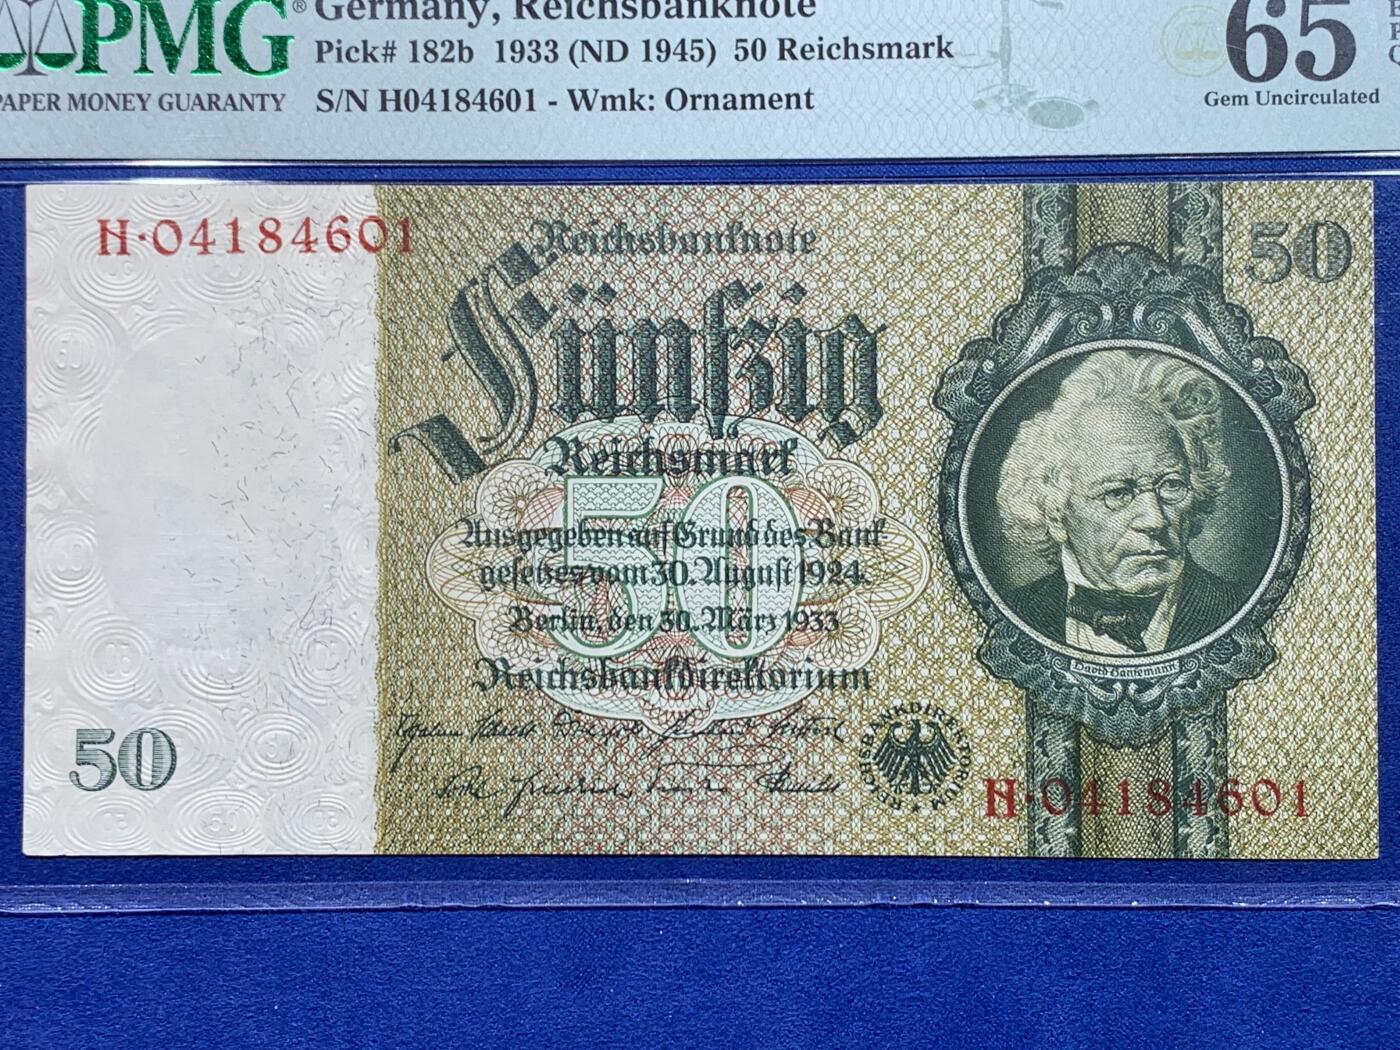 PMG ® Germany, Reichsbanknote
Pick# 182b 1933 (ND 1945) 50 Reichsmark
65
PAPER MONEY GUARANTY S/N H04184601 - Wmk: Ornament
Gem Uncirculated
H·04184601
Reichsbanknote
50
Fünfzig
Reichsmark
50
Ausgegeben auf Grund des Bank-
gesetzes vom 30. August 1924.
Berlin, den 30. März 1933
Reichsbankdirektorium
David Hansemann
50
REICHSBANKDIREKTORIUM
H·04184601